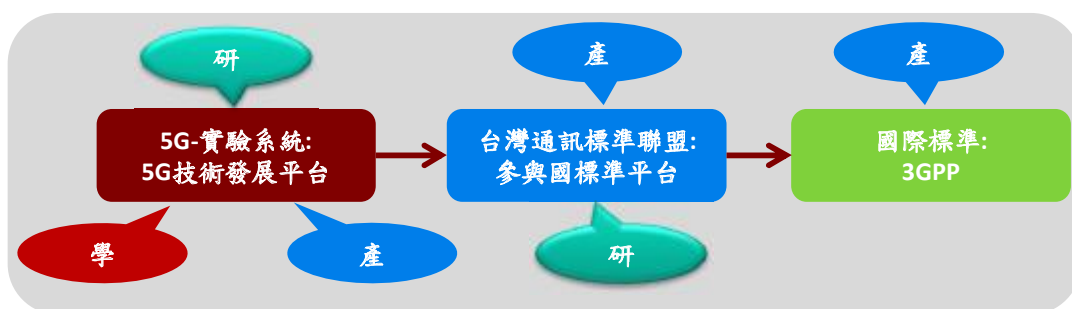 研
產
產
5G-實驗系統:
5G技術發展平台
台灣通訊標準聯盟:
參與國標準平台
國際標準:
3GPP
學
產
研